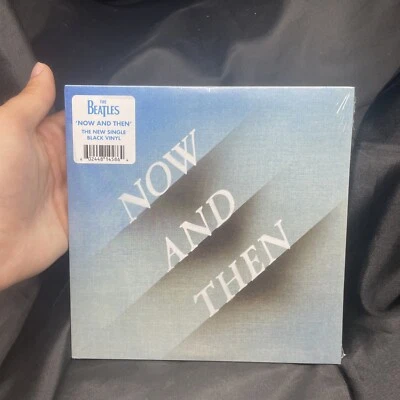 THE
BEATLES
'NOW AND THEN'
THE NEW SINGLE
BLACK VINYL
NOW
AND
THEN